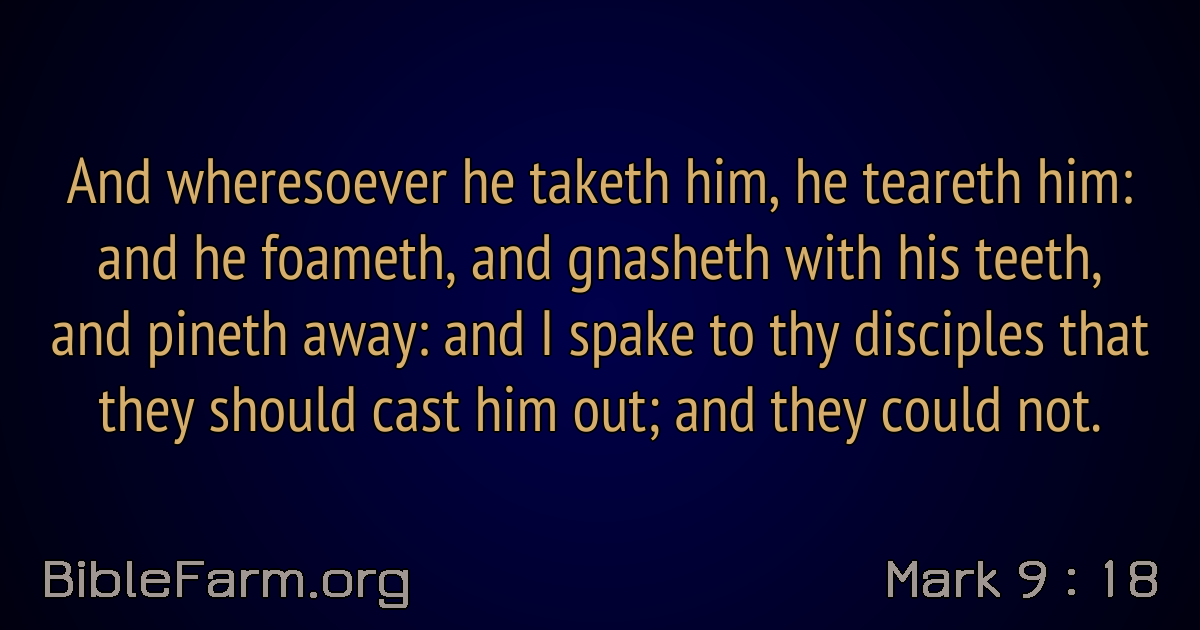 And wheresoever he taketh him, he teareth him:
and he foameth, and gnasheth with his teeth,
and pineth away: and I spake to thy disciples that
they should cast him out; and they could not.
BibleFarm.org
Mark 9 : 18